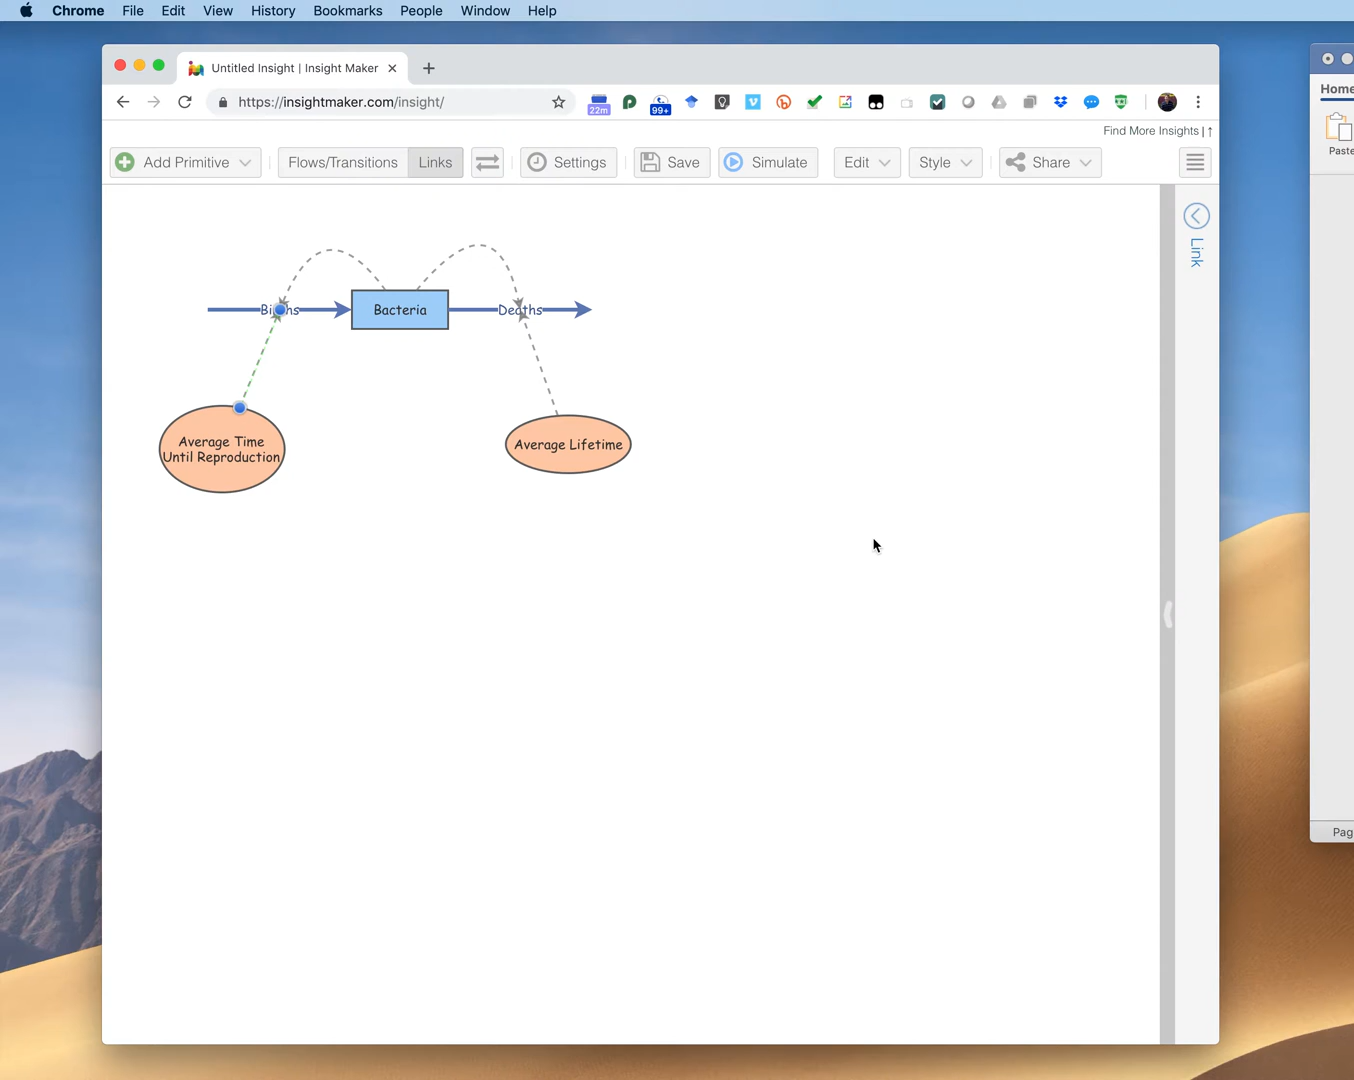 Chrome File Edit View History Bookmarks People Window Help
Untitled Insight | Insight Maker
https://insightmaker.com/insight/
22m
99+
Find More Insights | ↑
Add Primitive
Flows/Transitions
Links
Settings
Save
Simulate
Edit
Style
Share
Link
Births
Bacteria
Deaths
Average Time
Until Reproduction
Average Lifetime
Home
Paste
Pag